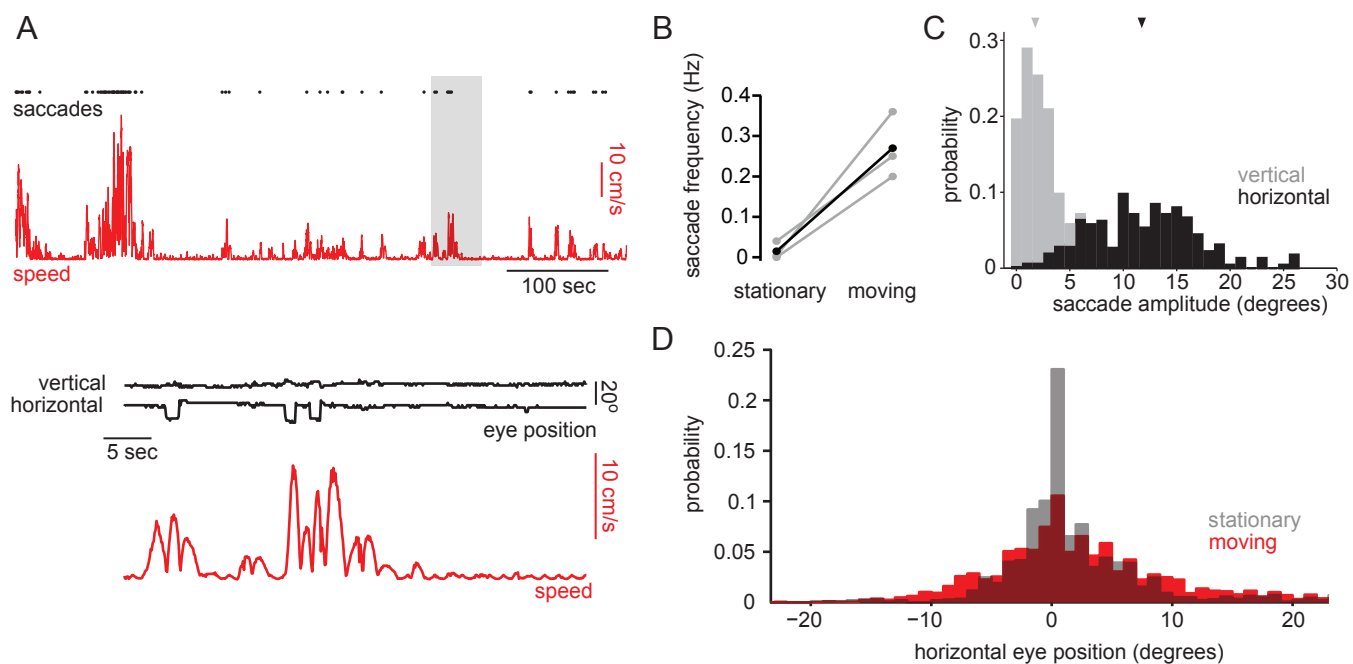 A
saccades
10 cm/s
speed
100 sec
vertical
horizontal
20°
eye position
5 sec
10 cm/s
speed
B
saccade frequency (Hz)
0.4
0.3
0.2
0.1
0
stationary
moving
C
probability
0.3
0.2
0.1
0
vertical
horizontal
0
5
10
15
20
25
30
saccade amplitude (degrees)
D
probability
0.25
0.2
0.15
0.1
0.05
0
stationary
moving
−20
−10
0
10
20
horizontal eye position (degrees)